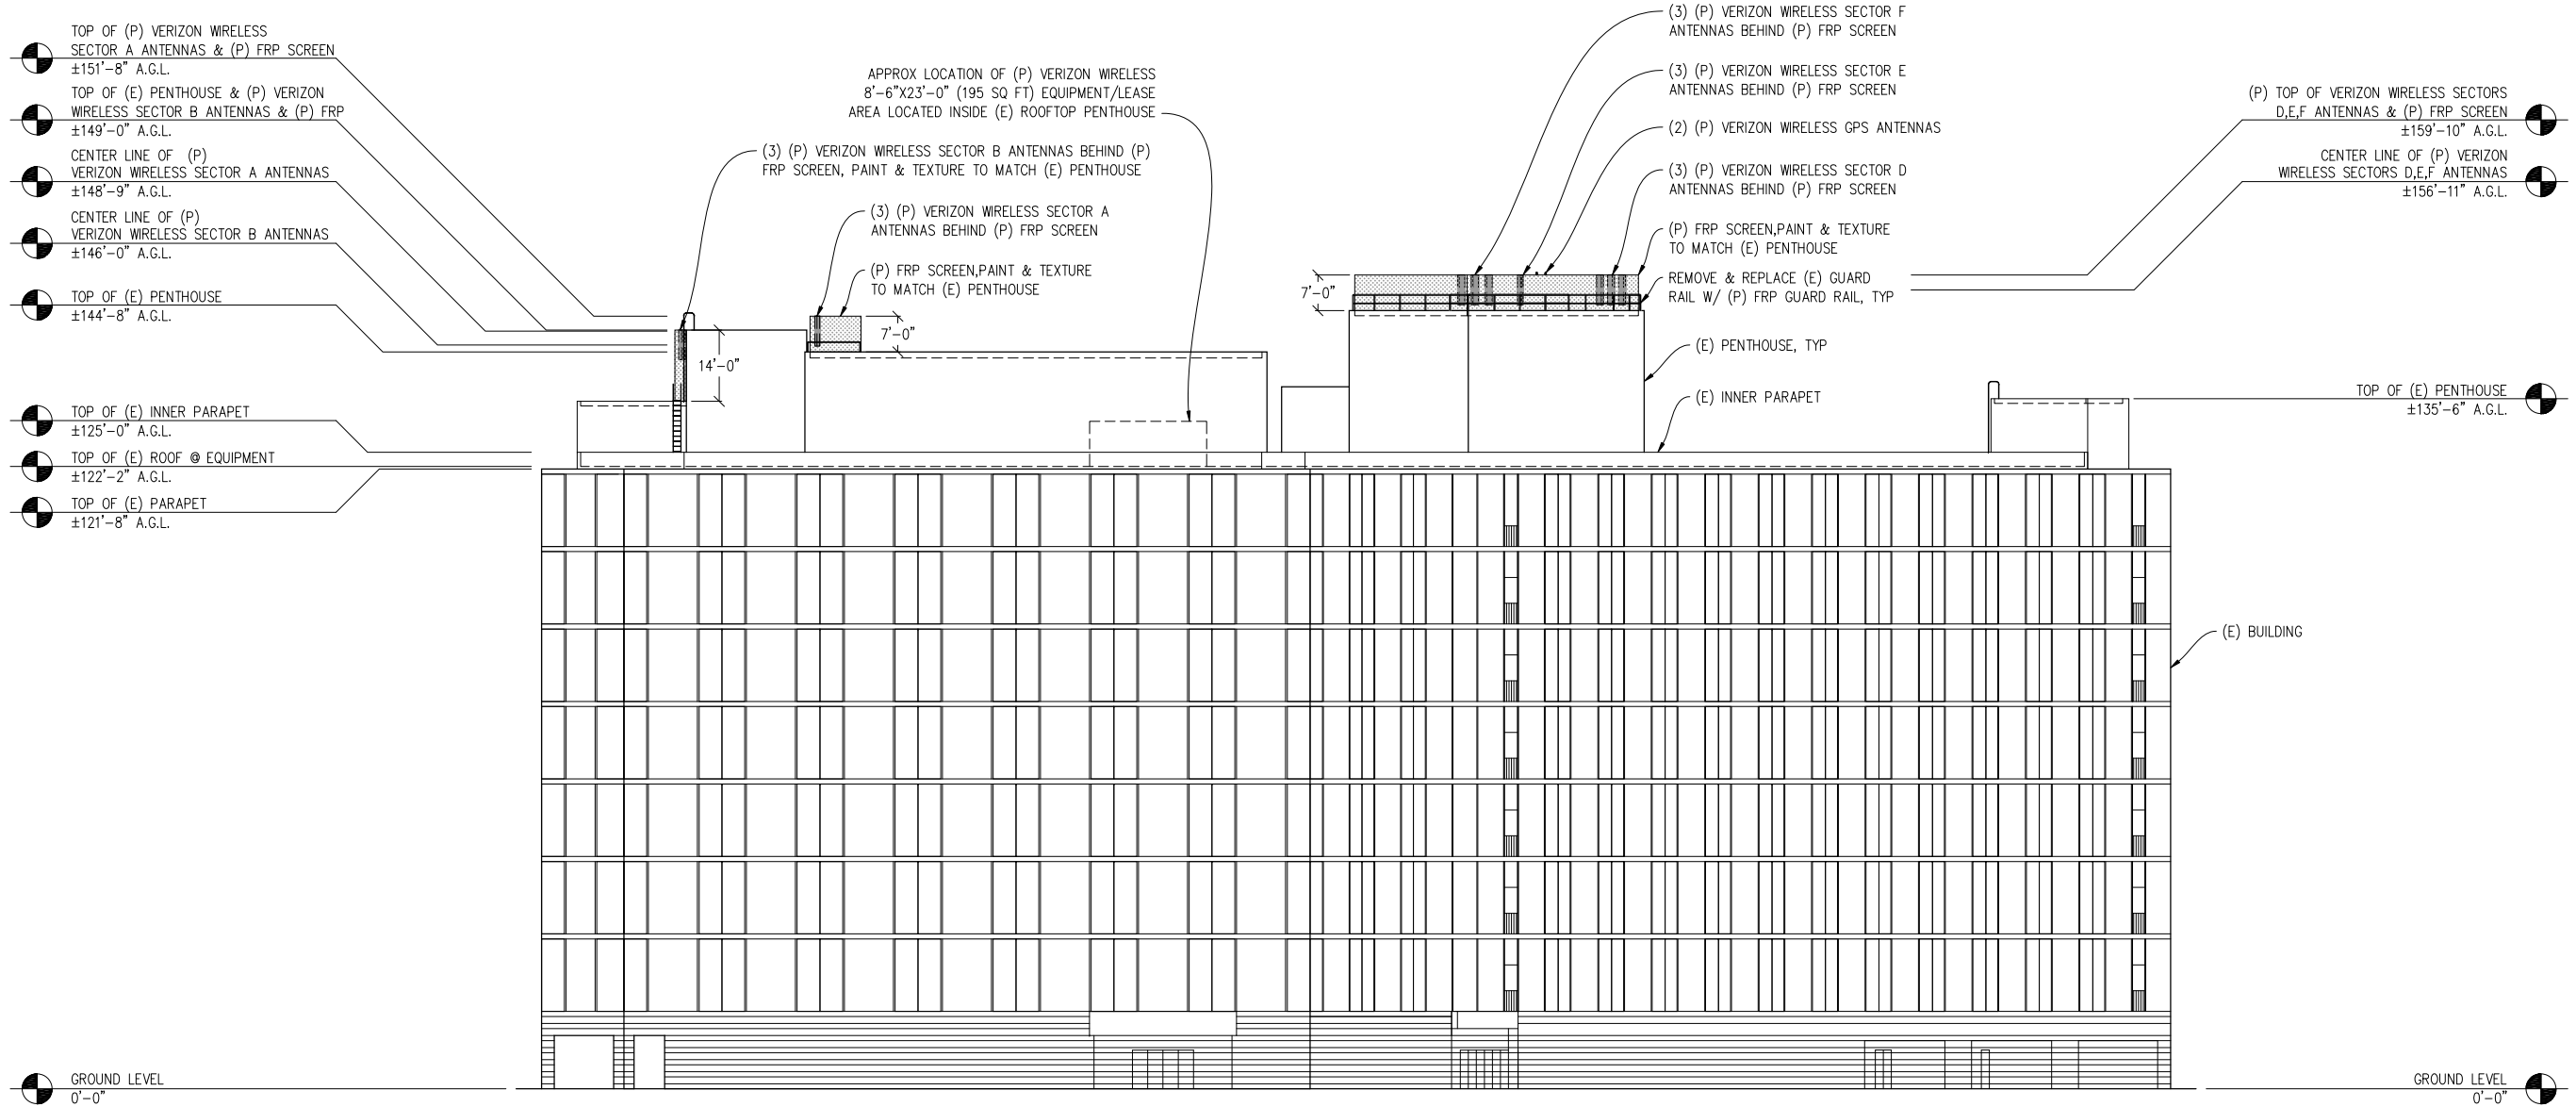 TOP OF (P) VERIZON WIRELESS
SECTOR A ANTENNAS & (P) FRP SCREEN
±151'-8" A.G.L.
TOP OF (E) PENTHOUSE & (P) VERIZON
WIRELESS SECTOR B ANTENNAS & (P) FRP
±149'-0" A.G.L.
CENTER LINE OF (P)
VERIZON WIRELESS SECTOR A ANTENNAS
±148'-9" A.G.L.
CENTER LINE OF (P)
VERIZON WIRELESS SECTOR B ANTENNAS
±146'-0" A.G.L.
TOP OF (E) PENTHOUSE
±144'-8" A.G.L.
TOP OF (E) INNER PARAPET
±125'-0" A.G.L.
TOP OF (E) ROOF @ EQUIPMENT
±122'-2" A.G.L.
TOP OF (E) PARAPET
±121'-8" A.G.L.
GROUND LEVEL
0'-0"
APPROX LOCATION OF (P) VERIZON WIRELESS
8'-6"X23'-0" (195 SQ FT) EQUIPMENT/LEASE
AREA LOCATED INSIDE (E) ROOFTOP PENTHOUSE
(3) (P) VERIZON WIRELESS SECTOR B ANTENNAS BEHIND (P)
FRP SCREEN, PAINT & TEXTURE TO MATCH (E) PENTHOUSE
(3) (P) VERIZON WIRELESS SECTOR A
ANTENNAS BEHIND (P) FRP SCREEN
(P) FRP SCREEN,PAINT & TEXTURE
TO MATCH (E) PENTHOUSE
7'-0"
14'-0"
7'-0"
(3) (P) VERIZON WIRELESS SECTOR F
ANTENNAS BEHIND (P) FRP SCREEN
(3) (P) VERIZON WIRELESS SECTOR E
ANTENNAS BEHIND (P) FRP SCREEN
(2) (P) VERIZON WIRELESS GPS ANTENNAS
(3) (P) VERIZON WIRELESS SECTOR D
ANTENNAS BEHIND (P) FRP SCREEN
(P) FRP SCREEN,PAINT & TEXTURE
TO MATCH (E) PENTHOUSE
REMOVE & REPLACE (E) GUARD
RAIL W/ (P) FRP GUARD RAIL, TYP
(E) PENTHOUSE, TYP
(E) INNER PARAPET
(P) TOP OF VERIZON WIRELESS SECTORS
D,E,F ANTENNAS & (P) FRP SCREEN
±159'-10" A.G.L.
CENTER LINE OF (P) VERIZON
WIRELESS SECTORS D,E,F ANTENNAS
±156'-11" A.G.L.
TOP OF (E) PENTHOUSE
±135'-6" A.G.L.
(E) BUILDING
GROUND LEVEL
0'-0"